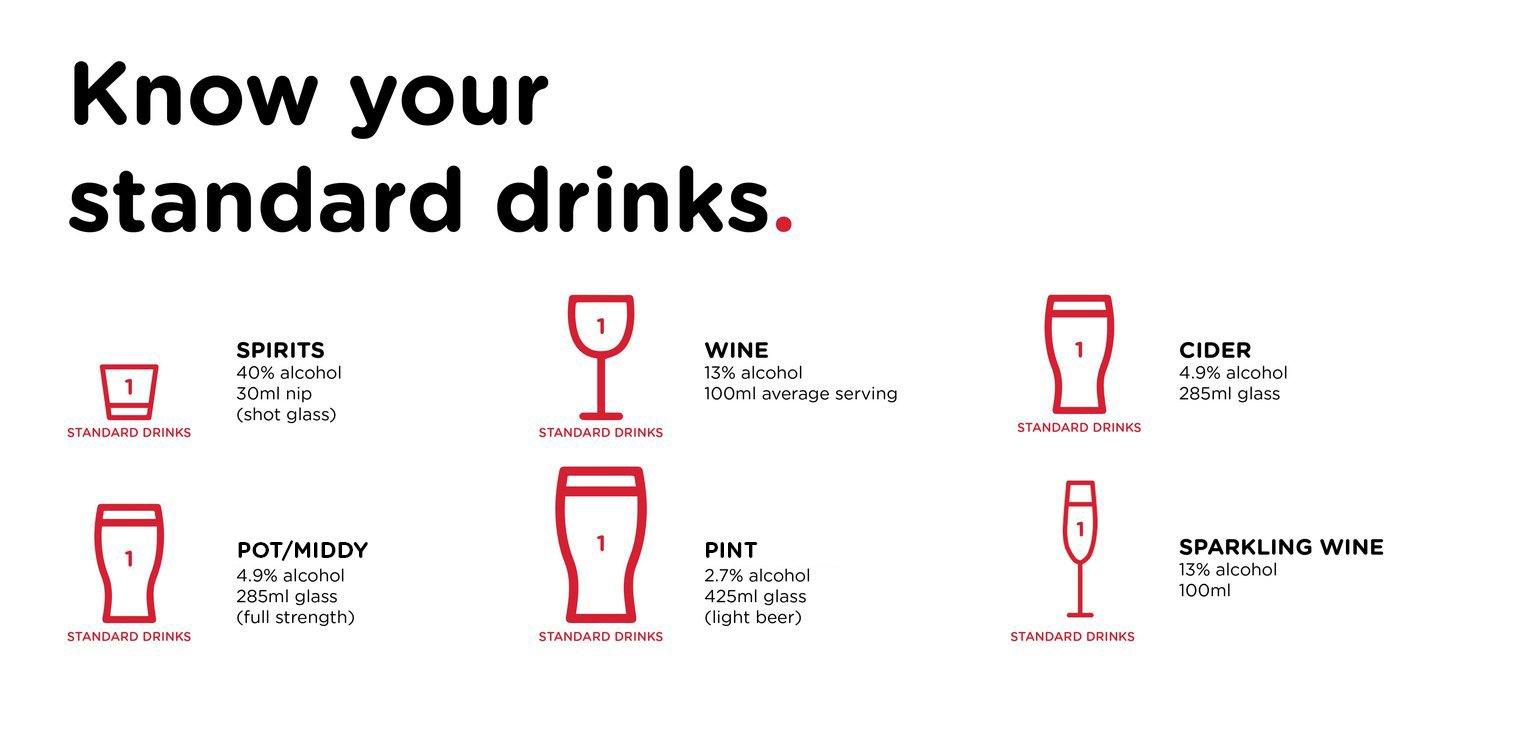 Know your
standard drinks.
1
STANDARD DRINKS
SPIRITS
40% alcohol
30ml nip
(shot glass)
1
STANDARD DRINKS
WINE
13% alcohol
100ml average serving
1
STANDARD DRINKS
CIDER
4.9% alcohol
285ml glass
1
STANDARD DRINKS
POT/MIDDY
4.9% alcohol
285ml glass
(full strength)
1
STANDARD DRINKS
PINT
2.7% alcohol
425ml glass
(light beer)
1
STANDARD DRINKS
SPARKLING WINE
13% alcohol
100ml